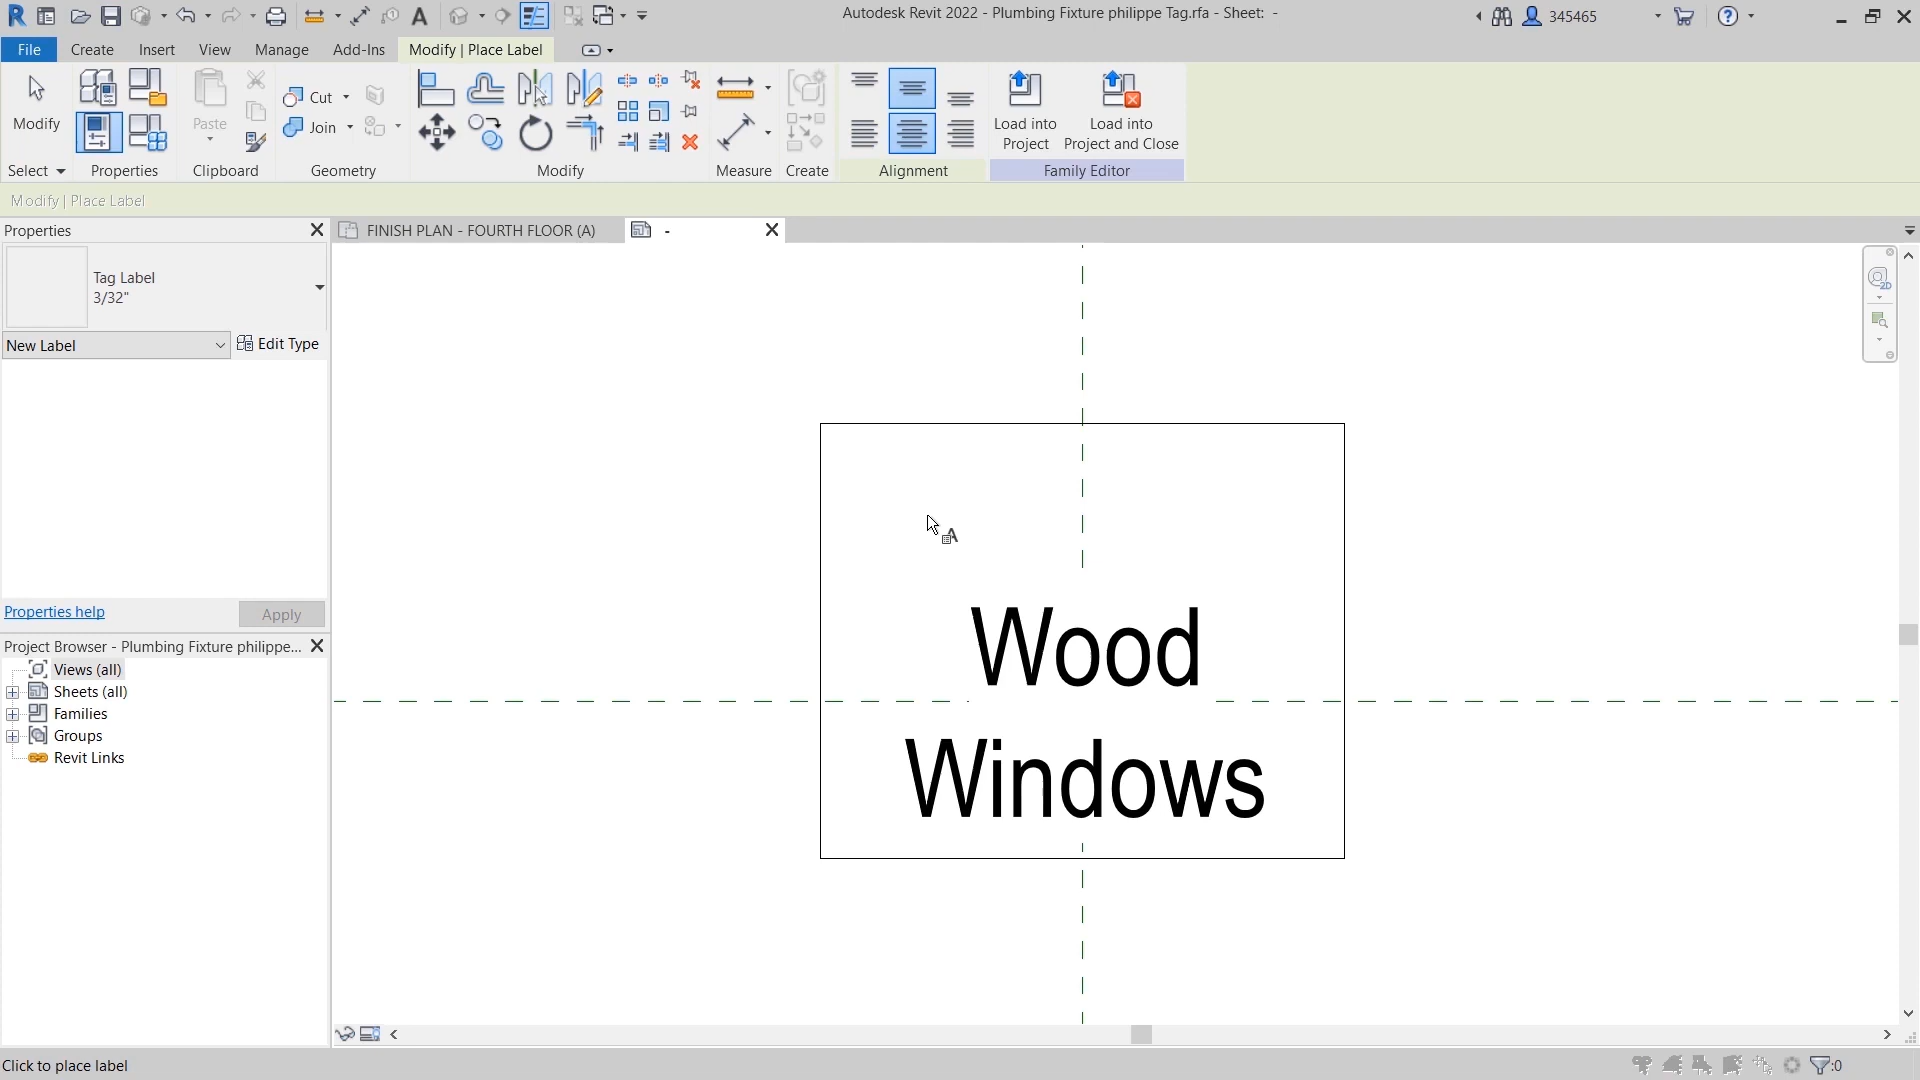 Autodesk Revit 2022 - Plumbing Fixture philippe Tag.rfa - Sheet: -
345465
File
Create
Insert
View
Manage
Add-Ins
Modify | Place Label
Modify
Paste
Cut
Join
Load into
Project
Load into
Project and Close
Select
Properties
Clipboard
Geometry
Modify
Measure
Create
Alignment
Family Editor
Modify | Place Label
Properties
FINISH PLAN - FOURTH FLOOR (A)
-
Tag Label
3/32"
New Label
Edit Type
Properties help
Apply
Project Browser - Plumbing Fixture philippe...
Views (all)
Sheets (all)
Families
Groups
Revit Links
2D
A
Wood
Windows
Click to place label
:0